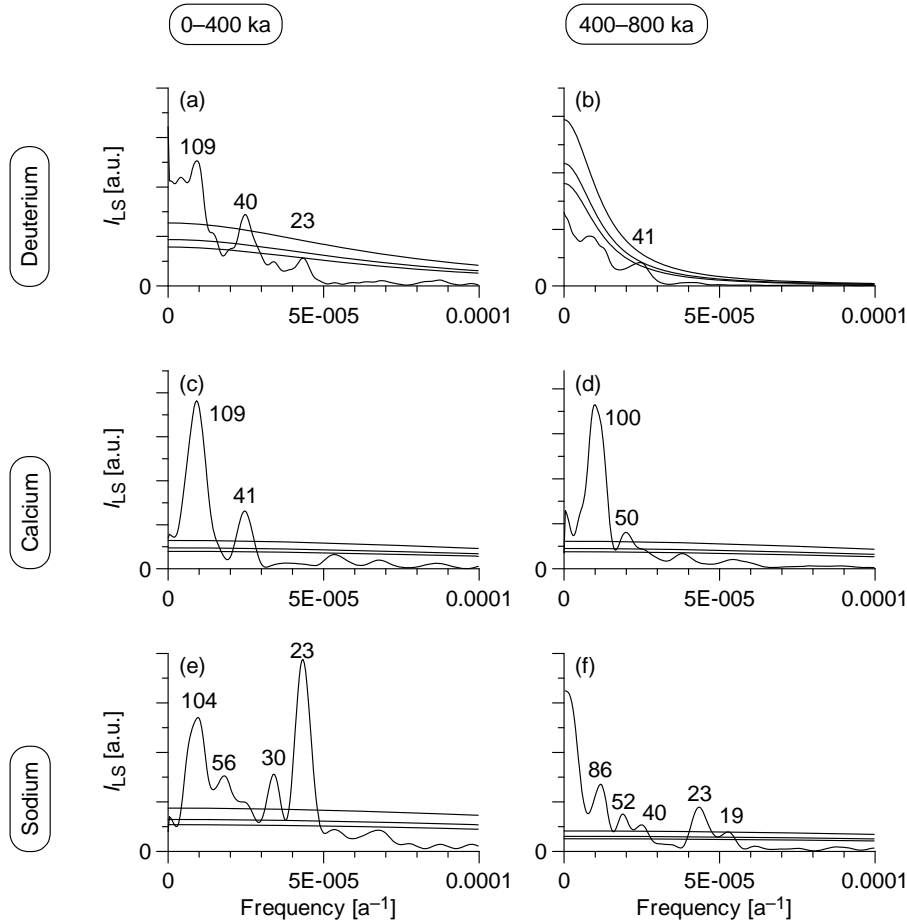 0–400 ka
400–800 ka
Deuterium
(a)
109
40
23
I_LS [a.u.]
0
0
5E-005
0.0001
(b)
41
0
0
5E-005
0.0001
Calcium
(c)
109
41
I_LS [a.u.]
0
0
5E-005
0.0001
(d)
100
50
0
0
5E-005
0.0001
Sodium
(e)
104
56
30
23
I_LS [a.u.]
0
0
5E-005
0.0001
Frequency [a⁻¹]
(f)
86
52
40
23
19
0
0
5E-005
0.0001
Frequency [a⁻¹]